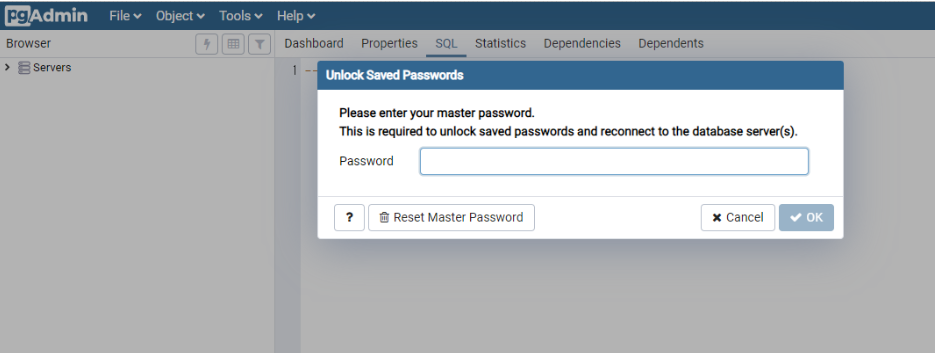 pgAdmin File Object Tools Help
Browser Dashboard Properties SQL Statistics Dependencies Dependents
Servers 1 --
Unlock Saved Passwords
Please enter your master password.
This is required to unlock saved passwords and reconnect to the database server(s).
Password
? Reset Master Password Cancel OK